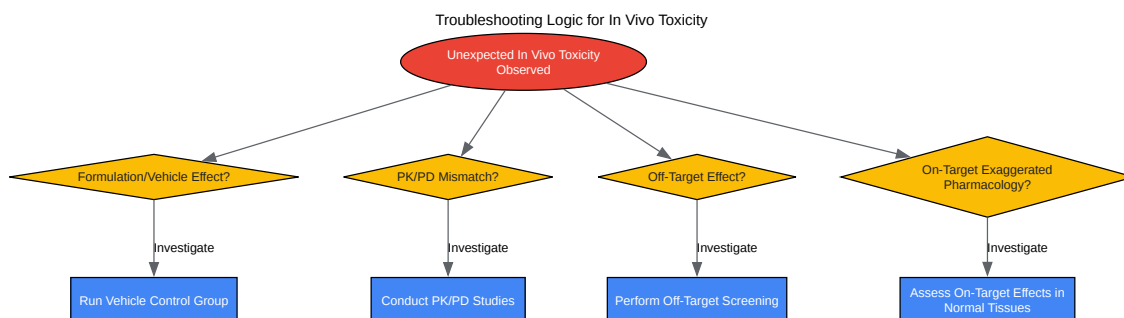 Troubleshooting Logic for In Vivo Toxicity
Unexpected In Vivo Toxicity
Observed
Formulation/Vehicle Effect?
PK/PD Mismatch?
Off-Target Effect?
On-Target Exaggerated
Pharmacology?
Investigate
Investigate
Investigate
Investigate
Run Vehicle Control Group
Conduct PK/PD Studies
Perform Off-Target Screening
Assess On-Target Effects in
Normal Tissues